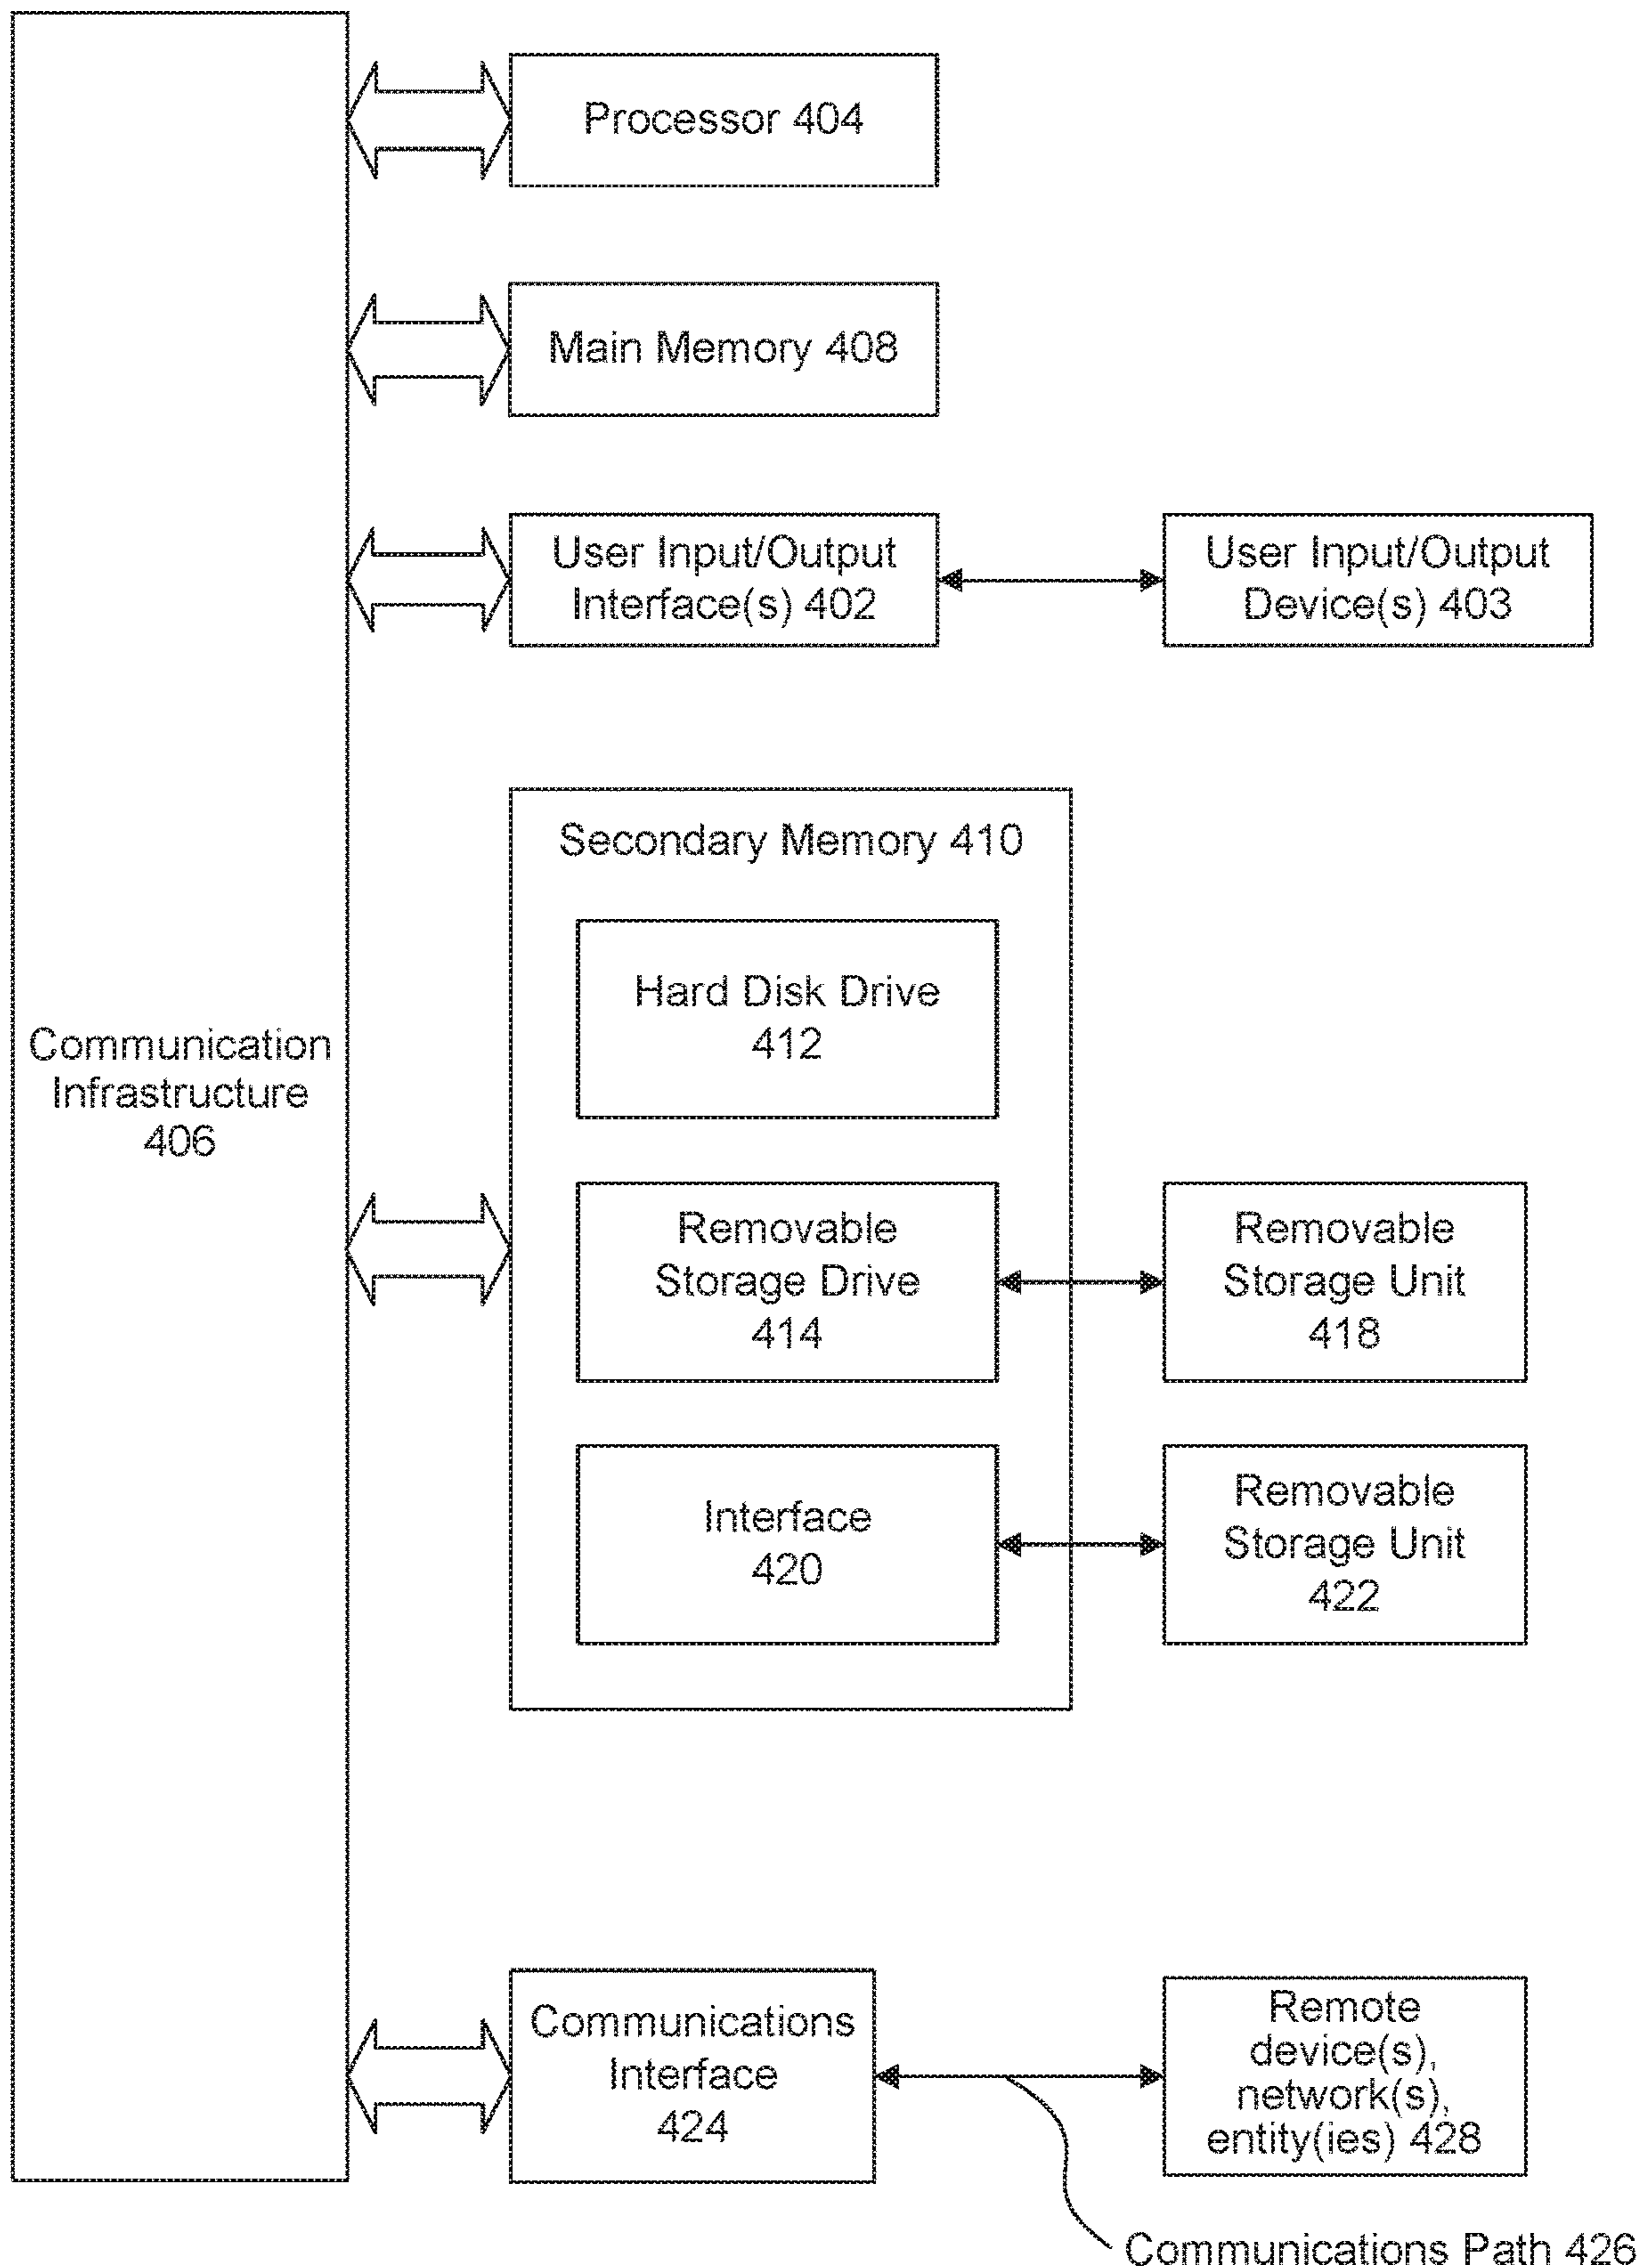 Processor 404
Main Memory 408
User Input/Output
Interface(s) 402
User Input/Output
Device(s) 403
Secondary Memory 410
Hard Disk Drive
412
Communication
Infrastructure
406
Removable
Storage Drive
414
Removable
Storage Unit
418
Interface
420
Removable
Storage Unit
422
Communications
Interface
424
Remote
device(s),
network(s),
entity(ies) 428
Communications Path 426